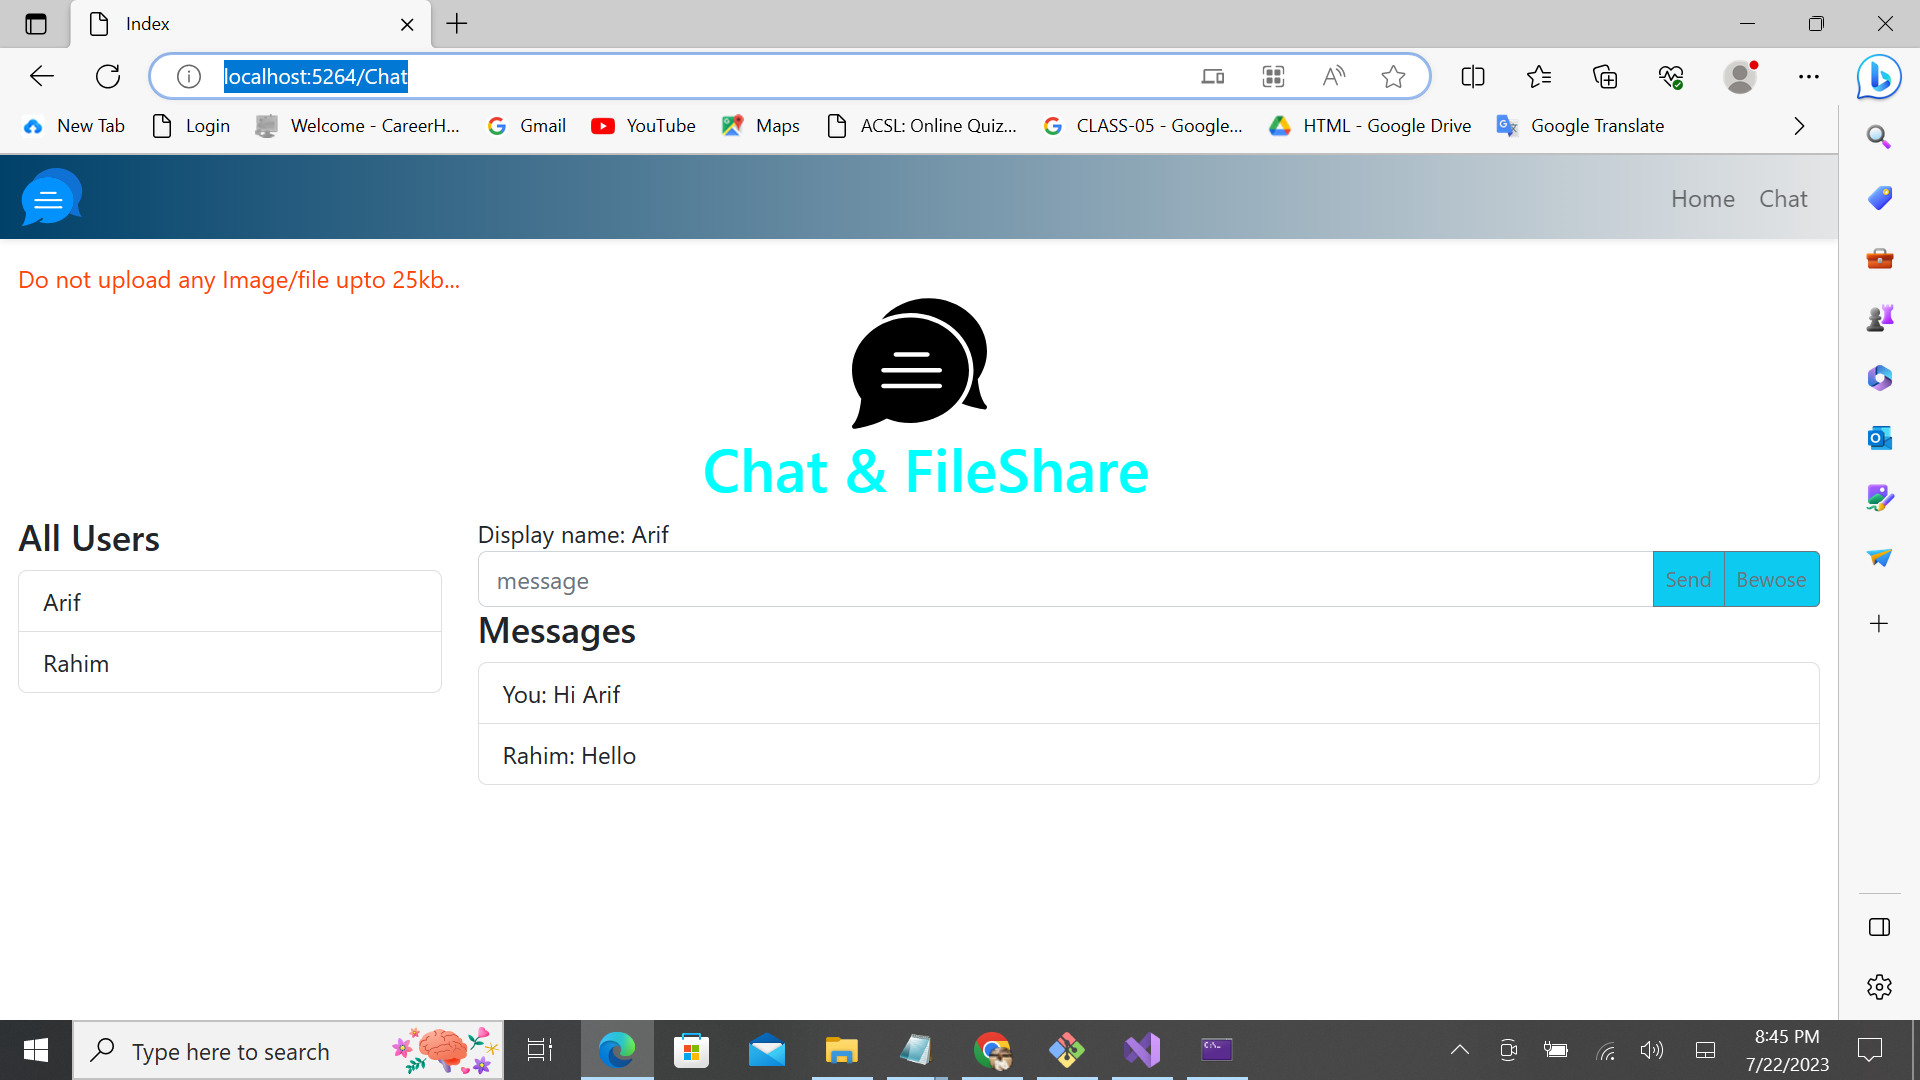 Index
localhost:5264/Chat
New Tab Login Welcome - CareerH... Gmail YouTube Maps ACSL: Online Quiz... CLASS-05 - Google... HTML - Google Drive Google Translate
Home Chat
Do not upload any Image/file upto 25kb...
Chat & FileShare
All Users
Arif
Rahim
Display name: Arif
message Send Bewose
Messages
You: Hi Arif
Rahim: Hello
Type here to search
8:45 PM
7/22/2023